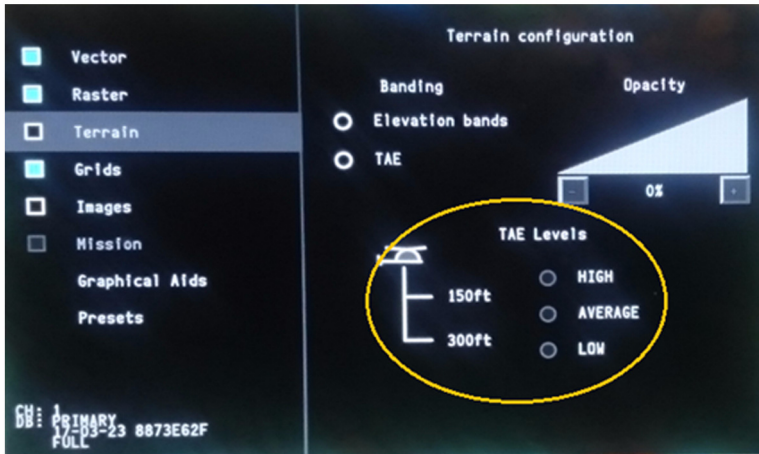 Vector
Raster
Terrain
Grids
Images
Mission
Graphical Aids
Presets
CH: 1
DB: PRIMARY
17-03-23 8873E62F
FULL
Terrain configuration
Banding
Elevation bands
TAE
Opacity
-
0%
+
TAE Levels
150ft
300ft
HIGH
AVERAGE
LOW